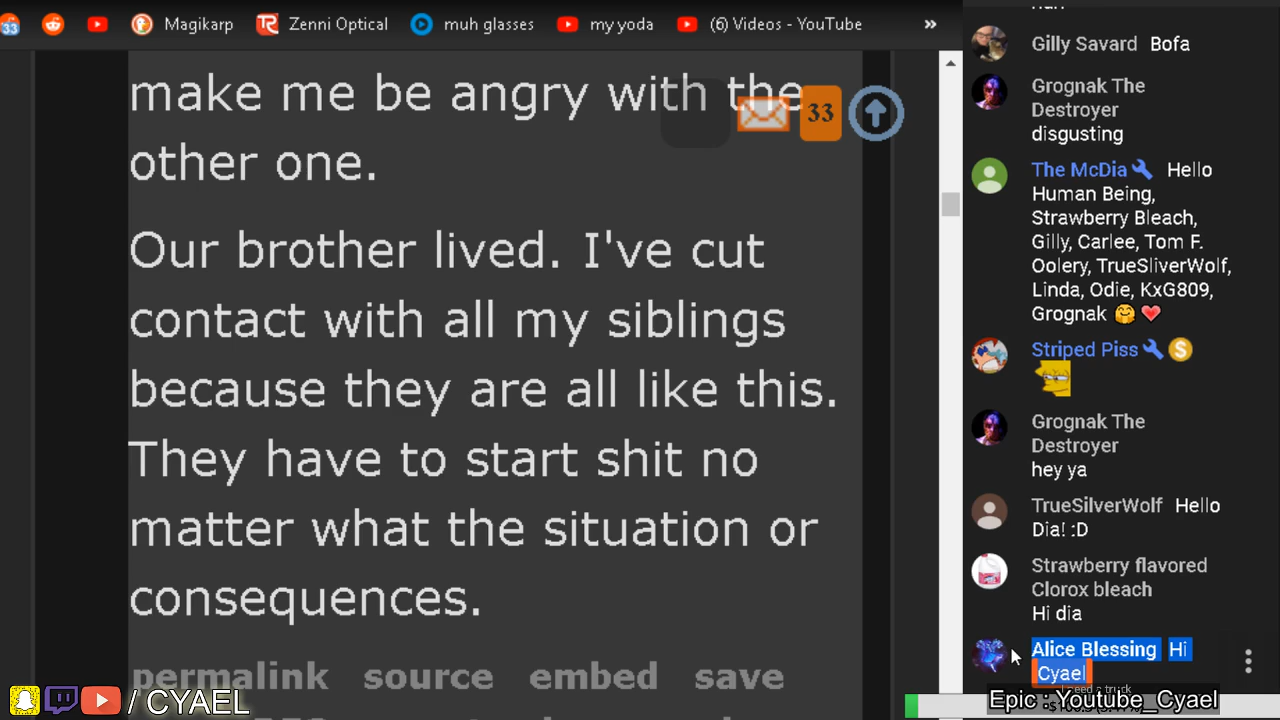 33 Magikarp Zenni Optical muh glasses my yoda (6) Videos - YouTube »
make me be angry with the
33
other one.
Our brother lived. I've cut
contact with all my siblings
because they are all like this.
They have to start shit no
matter what the situation or
consequences.
permalink source embed save
/ CYAEL
Gilly Savard Bofa
Grognak The
Destroyer
disgusting
The McDia Hello
Human Being,
Strawberry Bleach,
Gilly, Carlee, Tom F.
Oolery, TrueSliverWolf,
Linda, Odie, KxG809,
Grognak
Striped Piss S
Grognak The
Destroyer
hey ya
TrueSilverWolf Hello
Dia! :D
Strawberry flavored
Clorox bleach
Hi dia
Alice Blessing Hi
Cyael
Epic : Youtube_Cyael